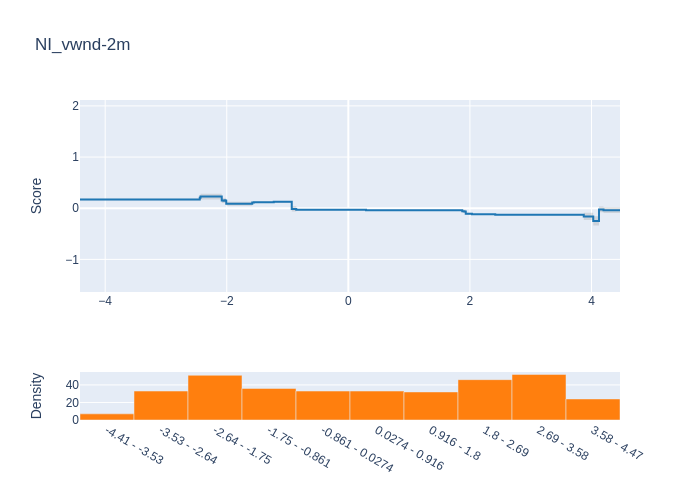 NI_vwnd-2m
2
1
0
−1
Score
−4
−2
0
2
4
40
20
0
Density
-4.41 - -3.53
-3.53 - -2.64
-2.64 - -1.75
-1.75 - -0.861
-0.861 - 0.0274
0.0274 - 0.916
0.916 - 1.8
1.8 - 2.69
2.69 - 3.58
3.58 - 4.47